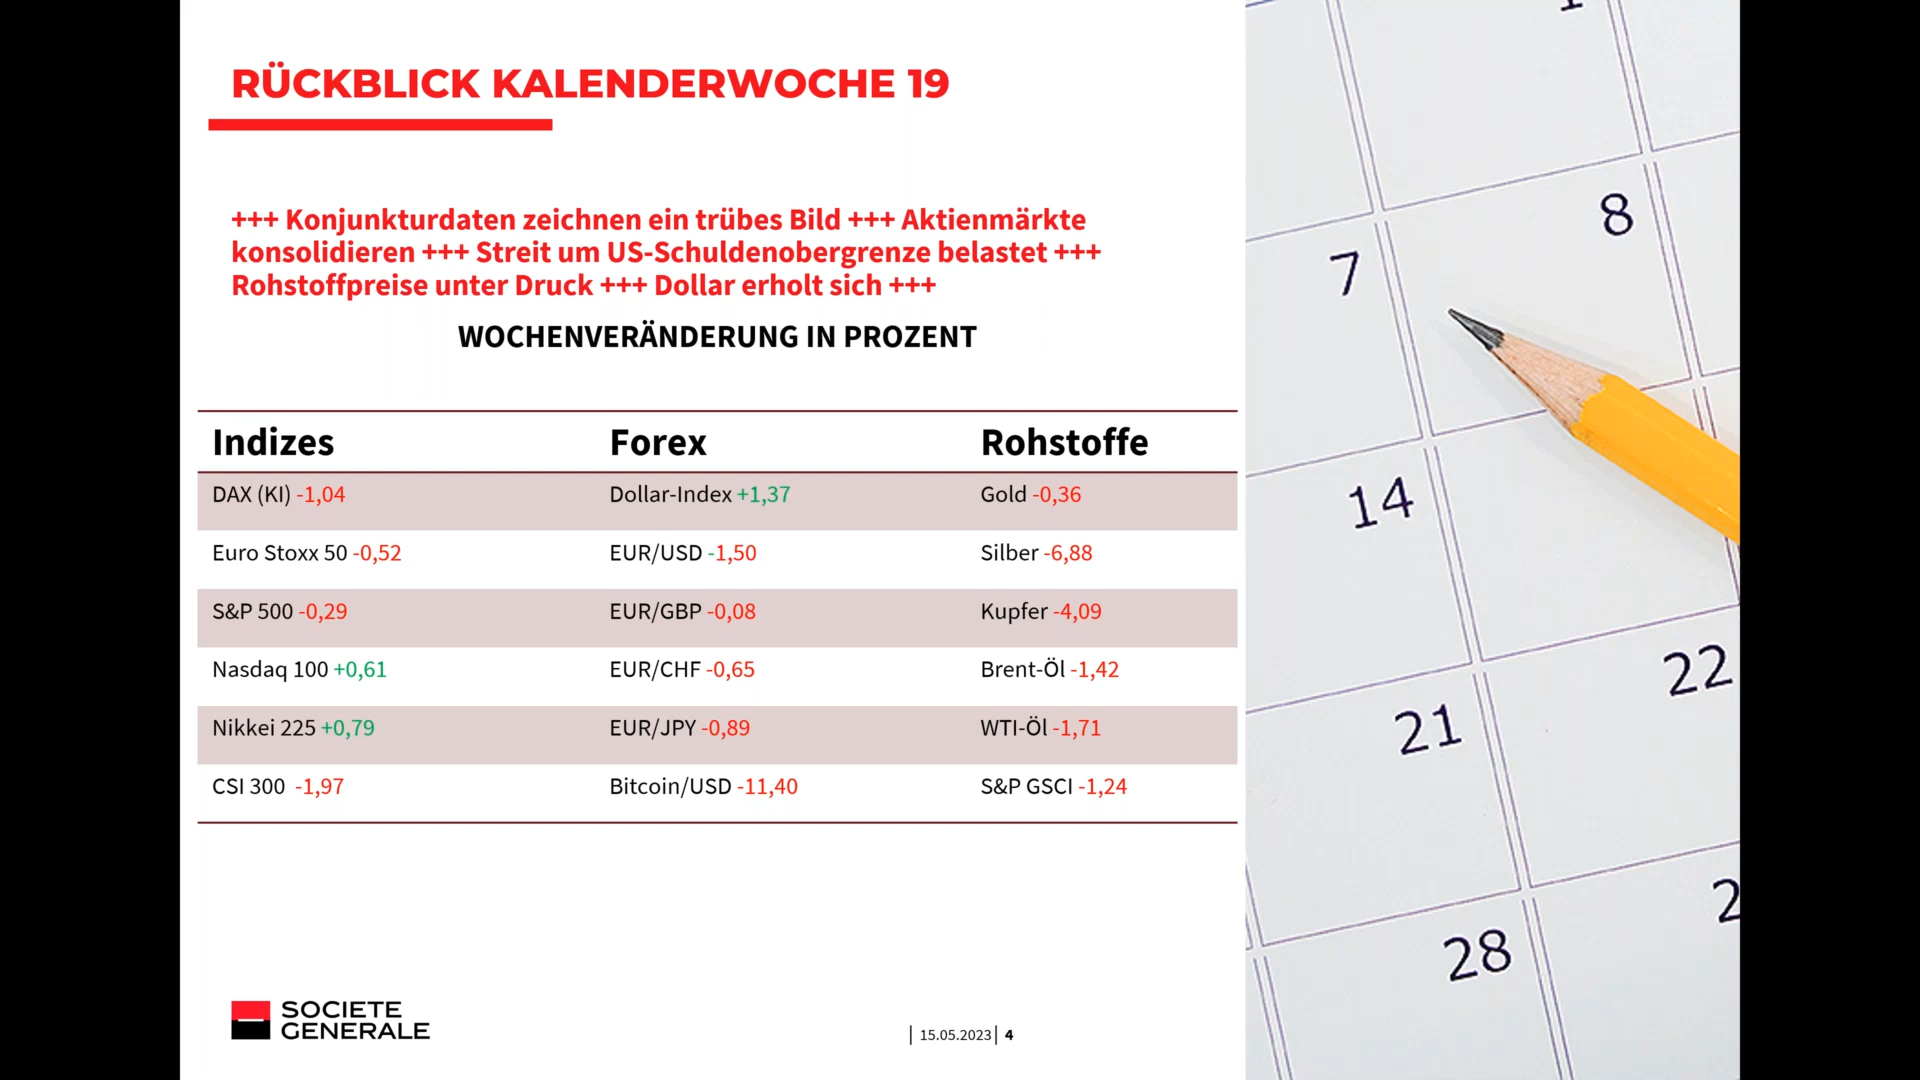 RÜCKBLICK KALENDERWOCHE 19
+++ Konjunkturdaten zeichnen ein trübes Bild +++ Aktienmärkte
konsolidieren +++ Streit um US-Schuldenobergrenze belastet +++
Rohstoffpreise unter Druck +++ Dollar erholt sich +++
WOCHENVERÄNDERUNG IN PROZENT
Indizes Forex Rohstoffe
DAX (KI) -1,04 Dollar-Index +1,37 Gold -0,36
Euro Stoxx 50 -0,52 EUR/USD -1,50 Silber -6,88
S&P 500 -0,29 EUR/GBP -0,08 Kupfer -4,09
Nasdaq 100 +0,61 EUR/CHF -0,65 Brent-Öl -1,42
Nikkei 225 +0,79 EUR/JPY -0,89 WTI-Öl -1,71
CSI 300 -1,97 Bitcoin/USD -11,40 S&P GSCI -1,24
SOCIETE
GENERALE
| 15.05.2023 | 4
8
7
14
22
21
28